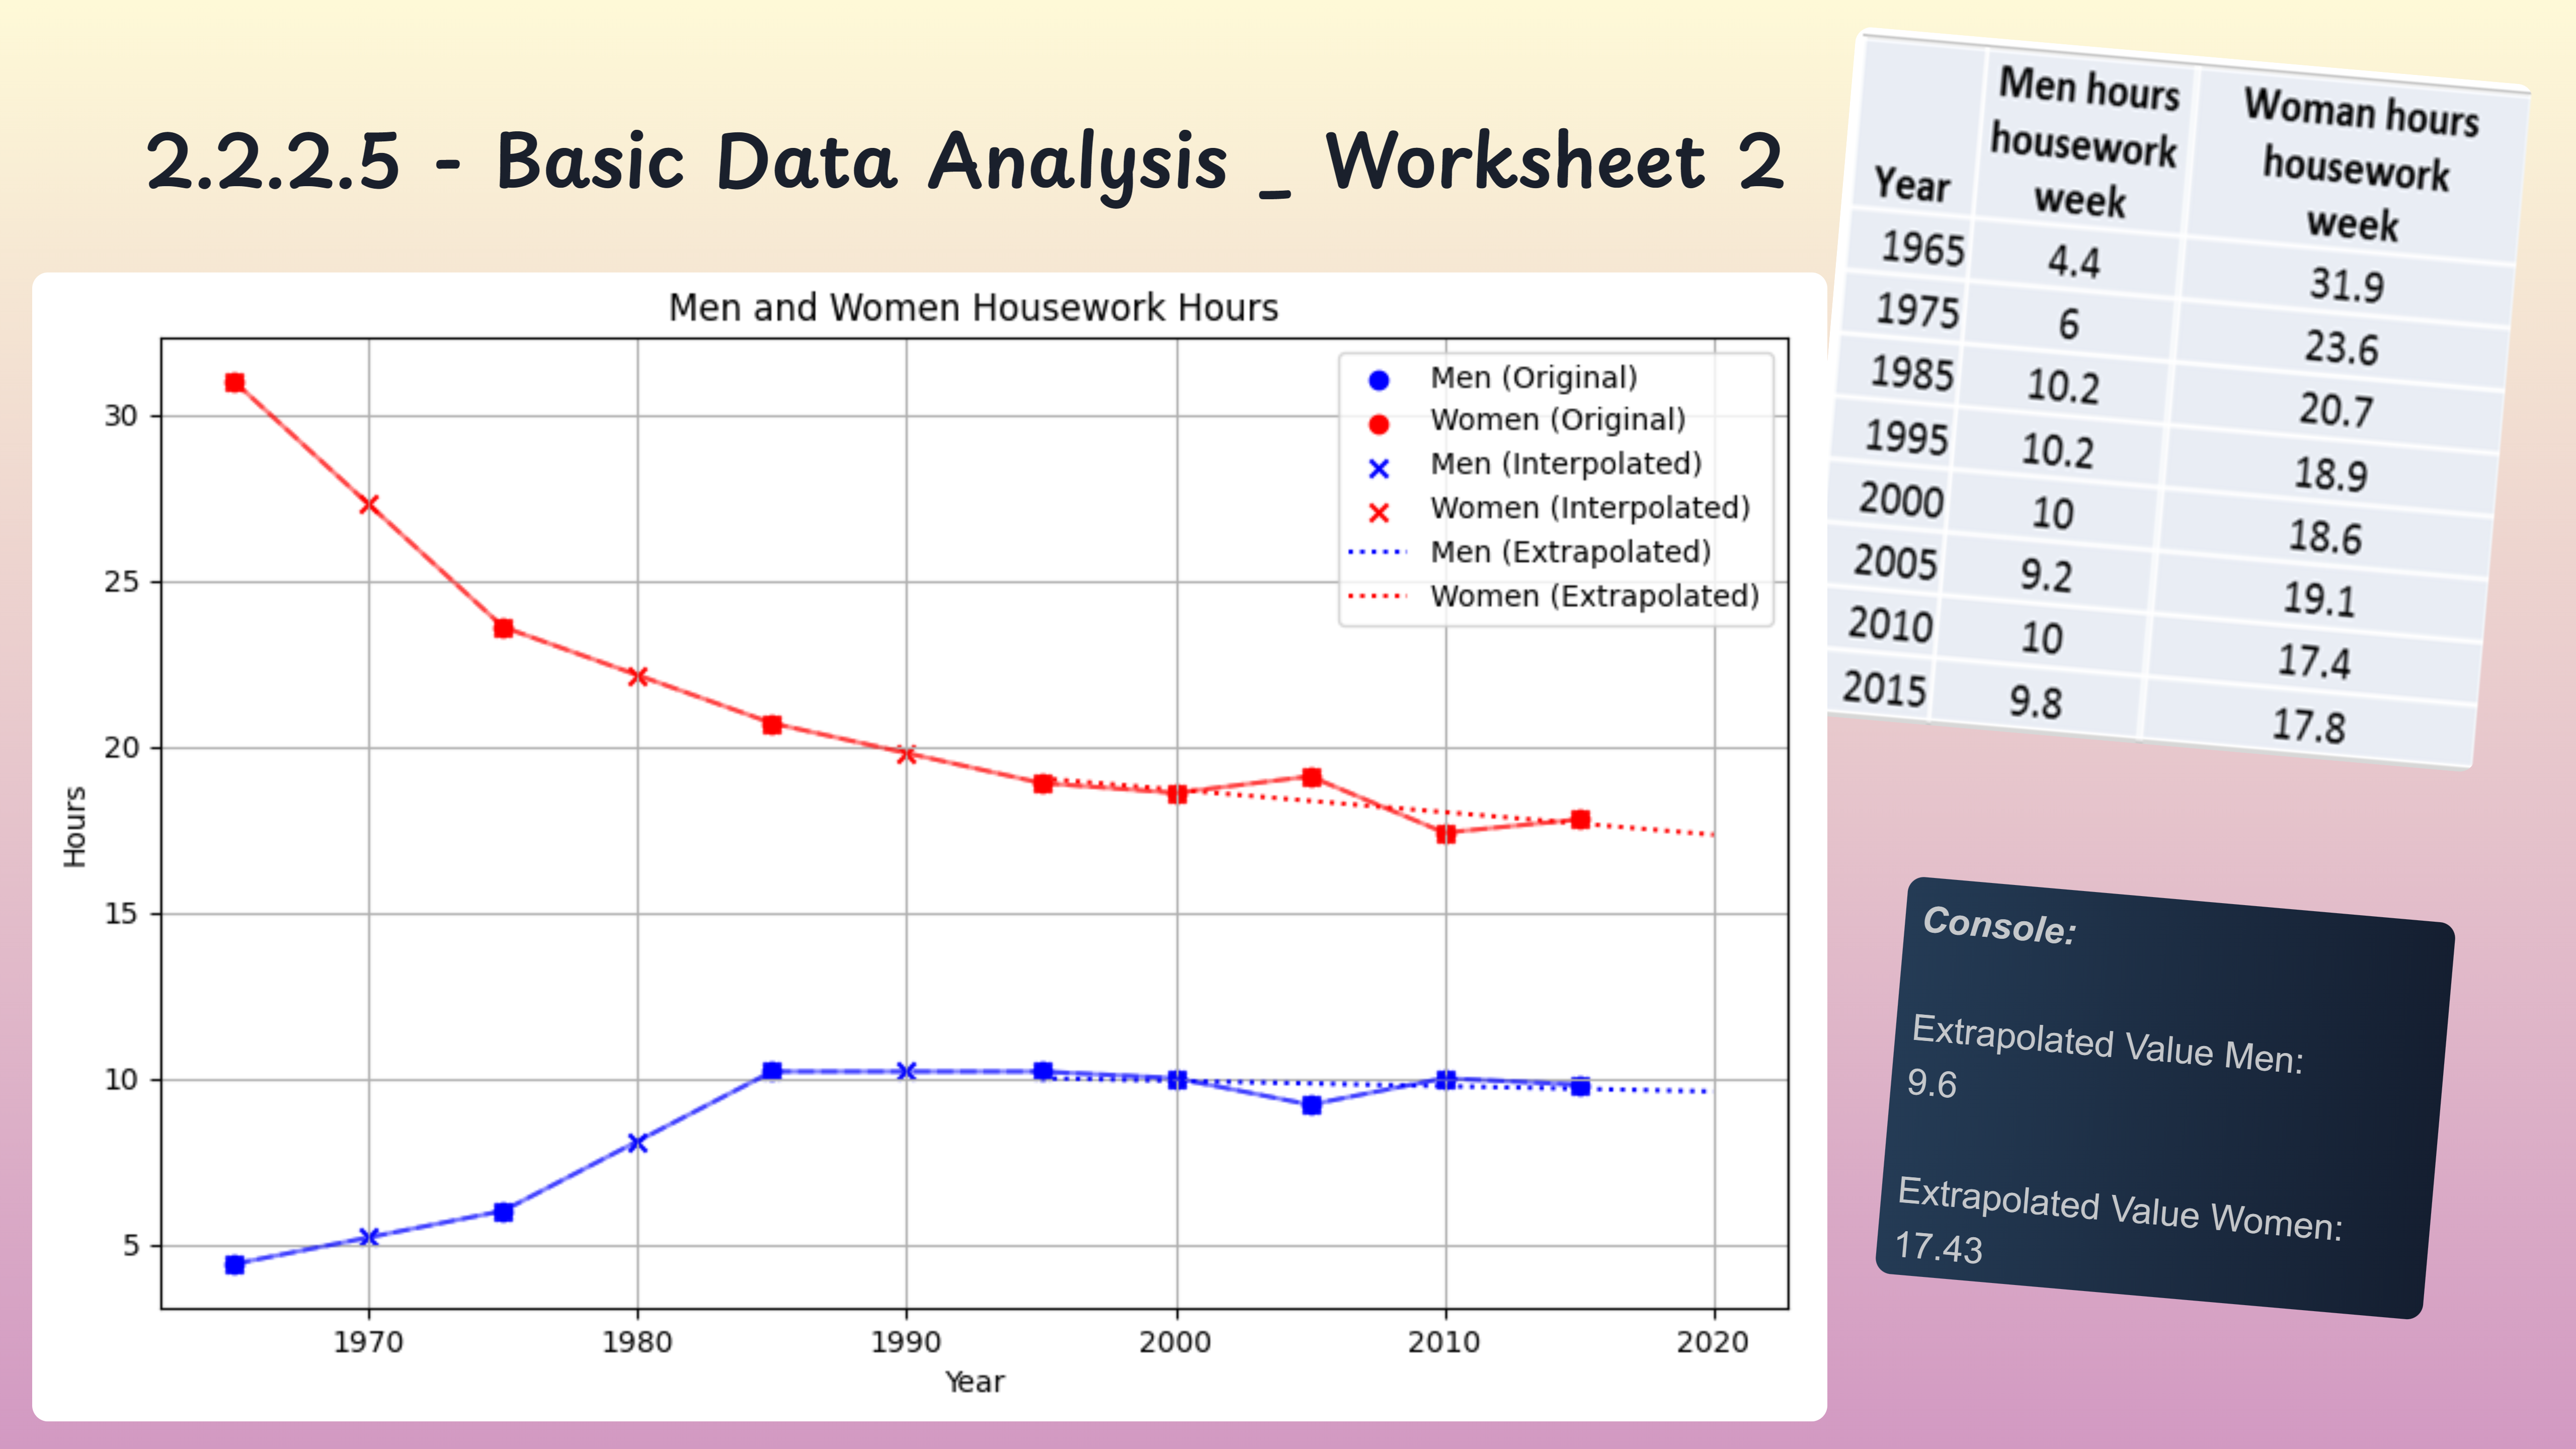 2.2.2.5 - Basic Data Analysis _ Worksheet 2
Men and Women Housework Hours
Men (Original)
Women (Original)
Men (Interpolated)
Women (Interpolated)
Men (Extrapolated)
Women (Extrapolated)
30
25
20
15
10
5
Hours
1970 1980 1990 2000 2010 2020
Year
Year Men hours housework week Woman hours housework week
1965 4.4 31.9
1975 6 23.6
1985 10.2 20.7
1995 10.2 18.9
2000 10 18.6
2005 9.2 19.1
2010 10 17.4
2015 9.8 17.8
Console:
Extrapolated Value Men:
9.6
Extrapolated Value Women:
17.43